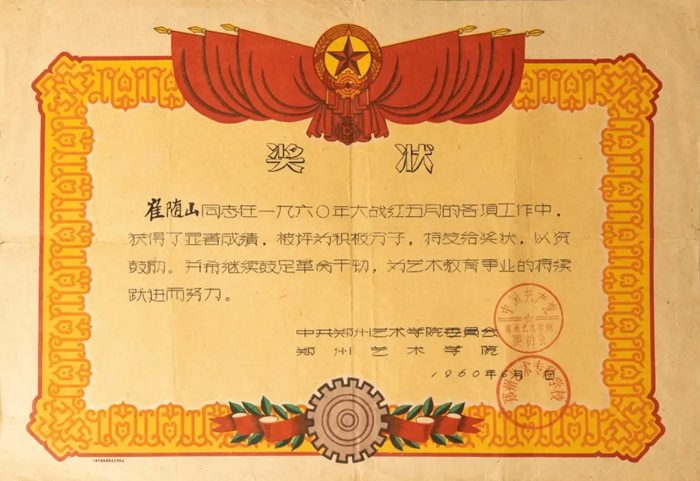 奖状
崔随山同志在一九六〇年大战红五月的各项工作中，
获得了显著成绩，被评为积极分子，特发给奖状，以资
鼓励。并希继续鼓足革命干劲，为艺术教育事业的持续
跃进而努力。
中共郑州艺术学院委员会
郑州艺术学院
1960年6月1日